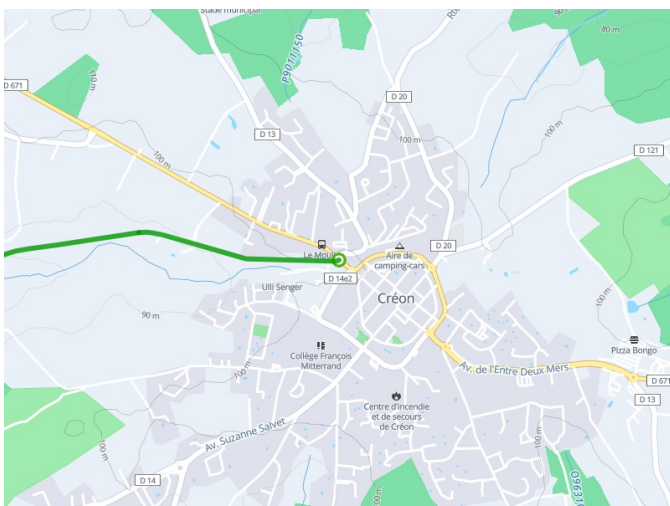 Stade municipal
P9011150
80 m
D 671
110 m
D 20
D 13
100 m
100 m
D 121
100 m
D 20
Le Moulin
Aire de
camping-cars
D 14e2
Ulli Senger
Créon
90 m
100 m
Collège François
Mitterrand
Pizza Bongo
Av. de l'Entre Deux Mers
100 m
D 671
D 13
Centre d'incendie
et de secours
de Créon
Av. Suzanne Salvet
100 m
D 14
100 m
O96310